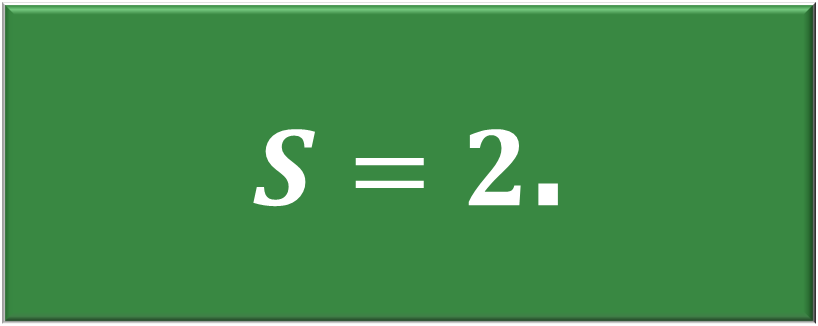 S = 2.